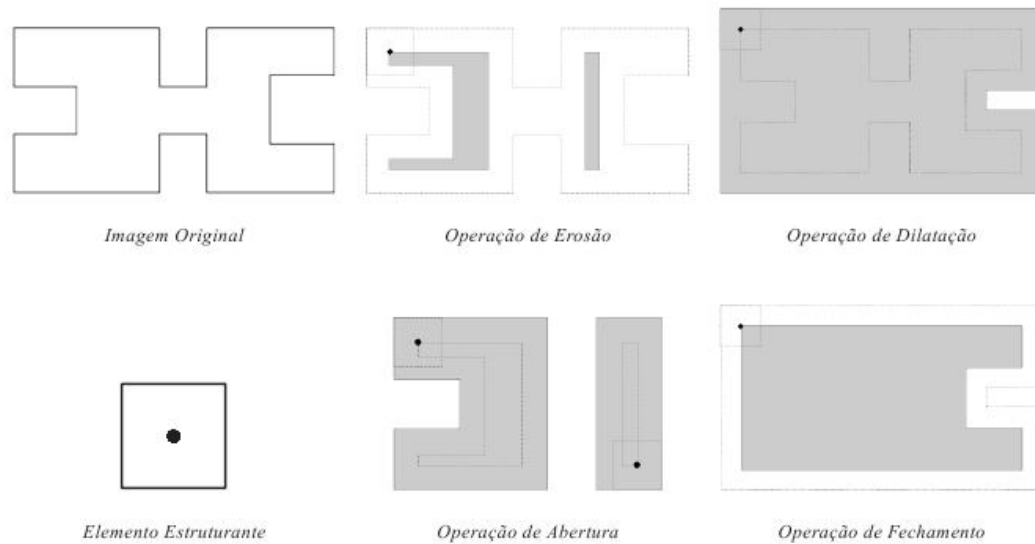 Imagem Original
Operação de Erosão
Operação de Dilatação
Elemento Estruturante
Operação de Abertura
Operação de Fechamento